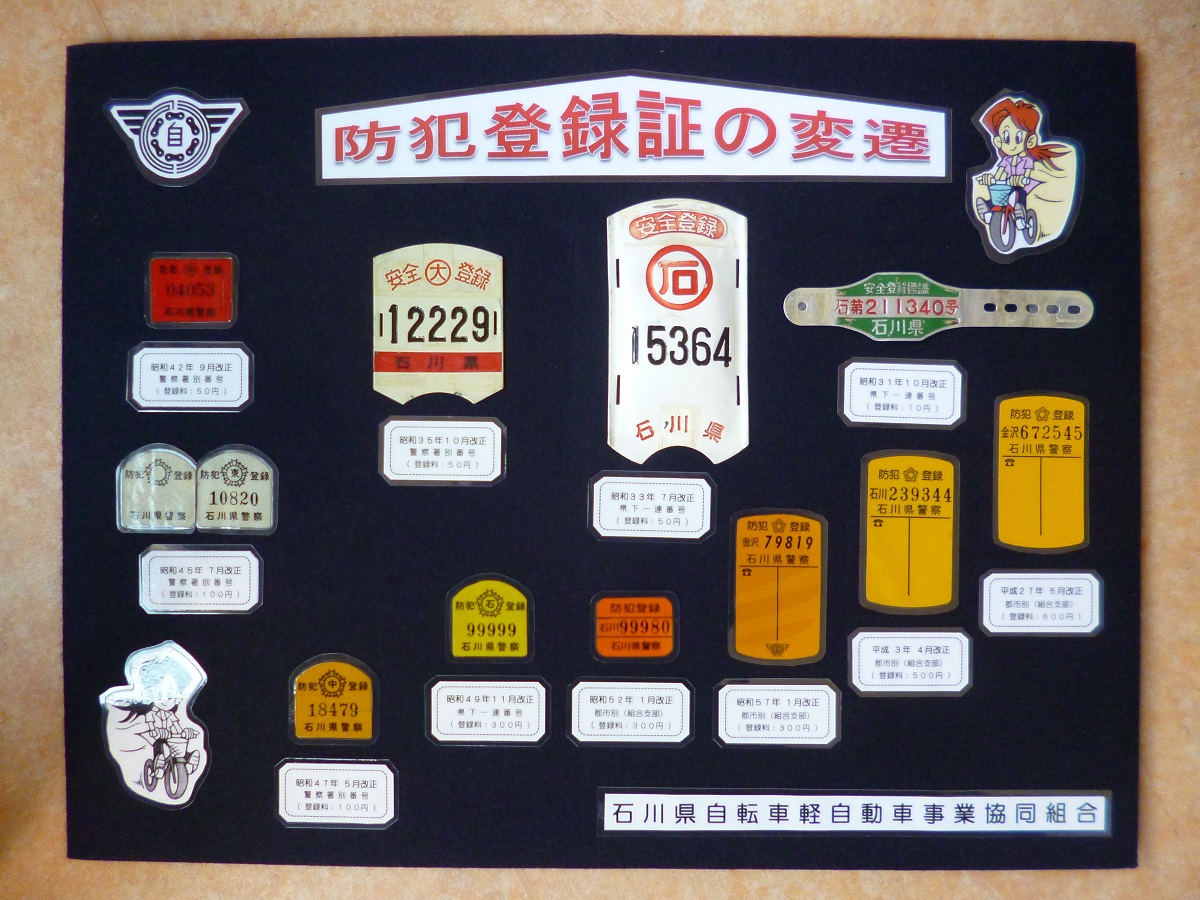 自
防犯登録証の変遷
防犯 中 登録
04053
石川県警察
昭和42年 9月改正
警察署別番号
(登録料:50円)
安全 大 登録
12229
石川県
昭和35年10月改正
警察署別番号
(登録料:50円)
安全登録
石
15364
石川県
昭和33年 7月改正
県下一連番号
(登録料:50円)
安全登録標識
石第211340号
石川県
昭和31年10月改正
県下一連番号
(登録料:10円)
防犯 登録
石川県警察
防犯 東 登録
10820
石川県警察
昭和45年 7月改正
警察署別番号
(登録料:100円)
防犯 中 登録
18479
石川県警察
昭和47年 5月改正
警察署別番号
(登録料:100円)
防犯 石 登録
99999
石川県警察
昭和49年11月改正
県下一連番号
(登録料:300円)
防犯登録
石川99980
石川県警察
昭和52年 1月改正
郡市別(組合支部)
(登録料:300円)
防犯 登録
金沢 79819
石川県警察
☎
昭和57年 1月改正
郡市別(組合支部)
(登録料:300円)
防犯 登録
石川239344
石川県警察
☎
平成 3年 4月改正
郡市別(組合支部)
(登録料:500円)
防犯 登録
金沢672545
石川県警察
☎
平成27年 5月改正
郡市別(組合支部)
(登録料:600円)
石川県自転車軽自動車事業協同組合